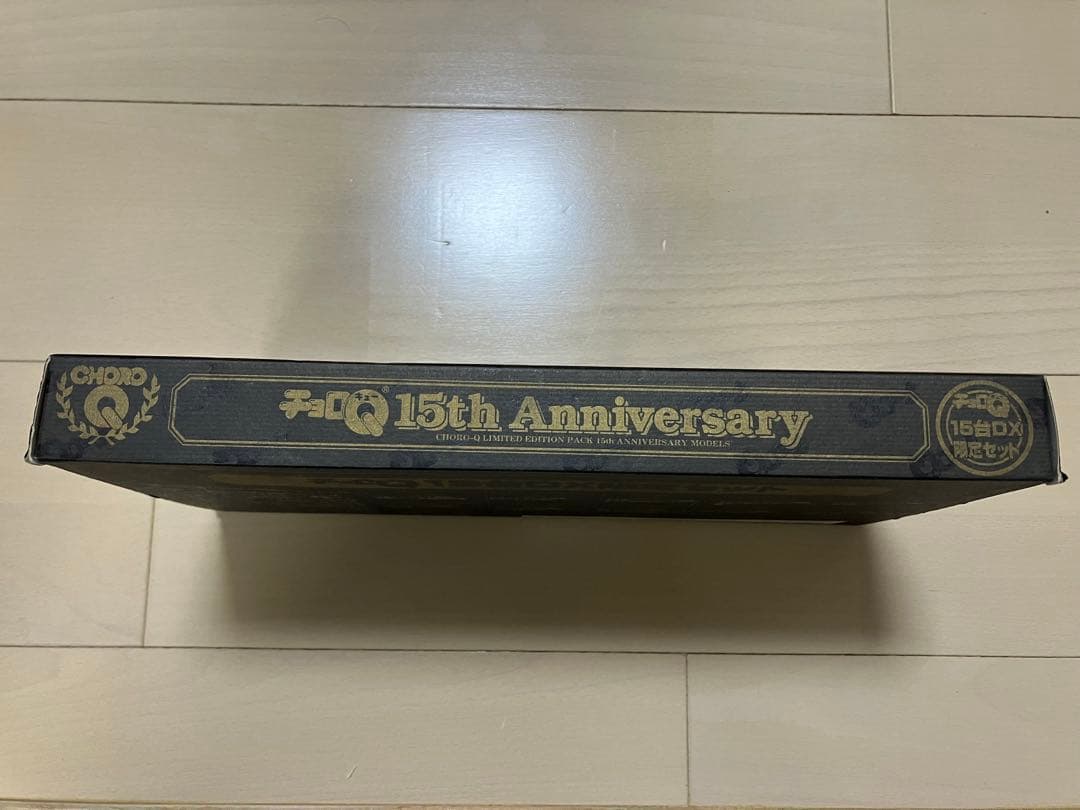 CHORO
Q
チョロQ® 15th Anniversary
CHORO-Q LIMITED EDITION PACK 15th ANNIVERSARY MODELS
チョロQ
15台DX
限定セット